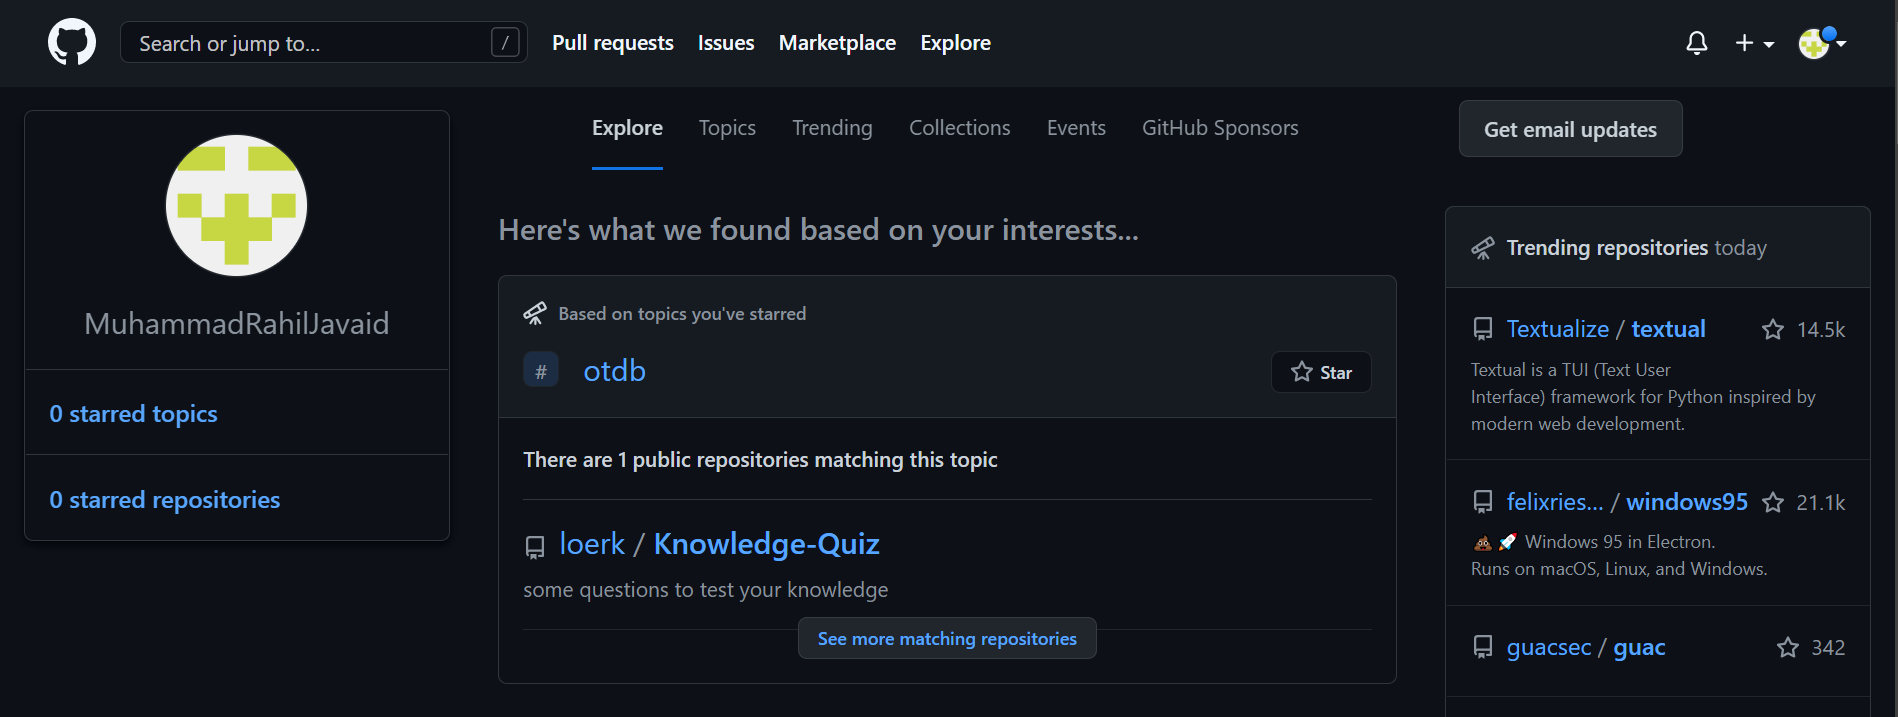 Search or jump to... /
Pull requests Issues Marketplace Explore
MuhammadRahilJavaid
0 starred topics
0 starred repositories
Explore Topics Trending Collections Events GitHub Sponsors
Here's what we found based on your interests...
Based on topics you've starred
# otdb
Star
There are 1 public repositories matching this topic
loerk / Knowledge-Quiz
some questions to test your knowledge
See more matching repositories
Get email updates
Trending repositories today
Textualize / textual 14.5k
Textual is a TUI (Text User
Interface) framework for Python inspired by
modern web development.
felixries... / windows95 21.1k
💩 🚀 Windows 95 in Electron.
Runs on macOS, Linux, and Windows.
guacsec / guac 342